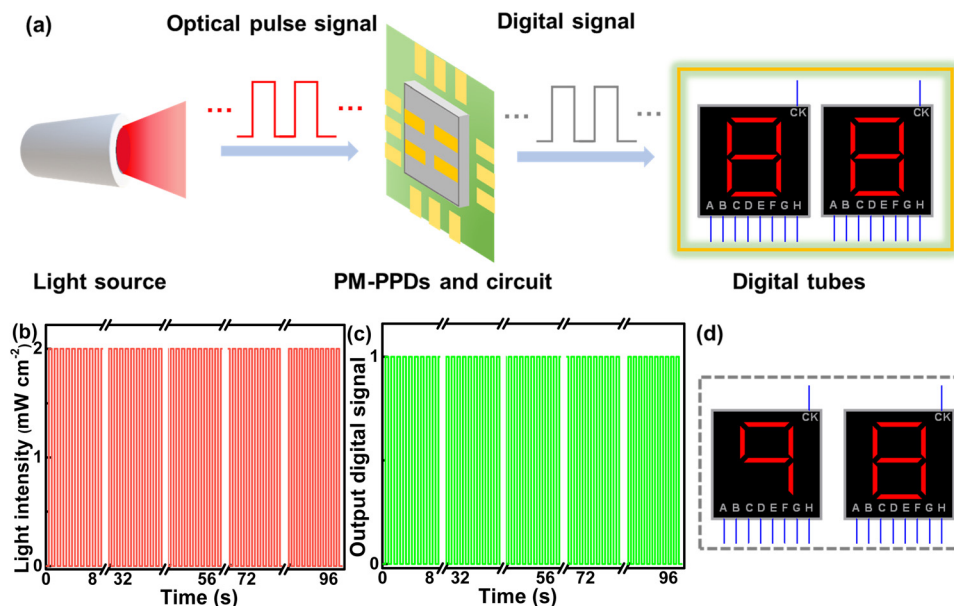 (a)
Optical pulse signal
Digital signal
CK
CK
A B C D E F G H
A B C D E F G H
Light source
PM-PPDs and circuit
Digital tubes
(b)
Light intensity (mW cm⁻²)
2
1
0
0 8 32 56 72 96
Time (s)
(c)
Output digital signal
1
0
0 8 32 56 72 96
Time (s)
(d)
CK
CK
9 8
A B C D E F G H
A B C D E F G H